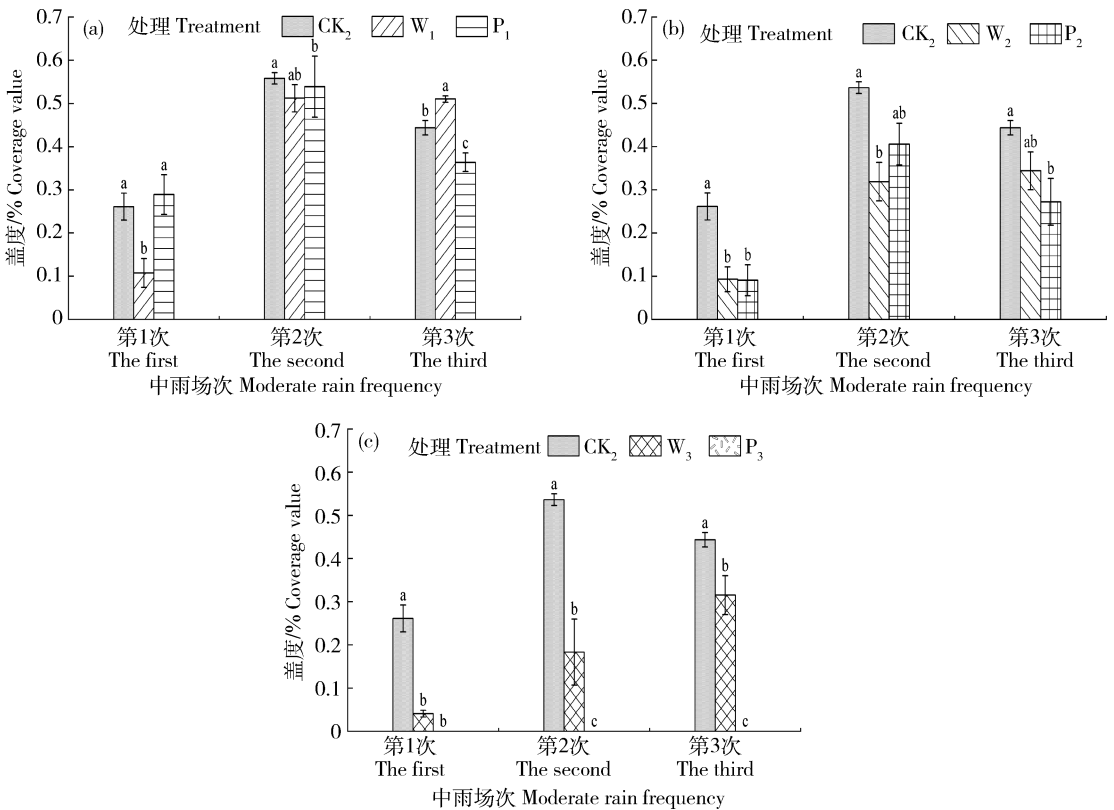 (a) 处理 Treatment CK₂ W₁ P₁
盖度/% Coverage value
0.7
0.6
0.5
0.4
0.3
0.2
0.1
0
a b a
a ab b
b a c
第1次 第2次 第3次
The first The second The third
中雨场次 Moderate rain frequency
(b) 处理 Treatment CK₂ W₂ P₂
盖度/% Coverage value
0.7
0.6
0.5
0.4
0.3
0.2
0.1
0
a b b
a b ab
a ab b
第1次 第2次 第3次
The first The second The third
中雨场次 Moderate rain frequency
(c) 处理 Treatment CK₂ W₃ P₃
盖度/% Coverage value
0.7
0.6
0.5
0.4
0.3
0.2
0.1
0
a b b
a b c
a b c
第1次 第2次 第3次
The first The second The third
中雨场次 Moderate rain frequency